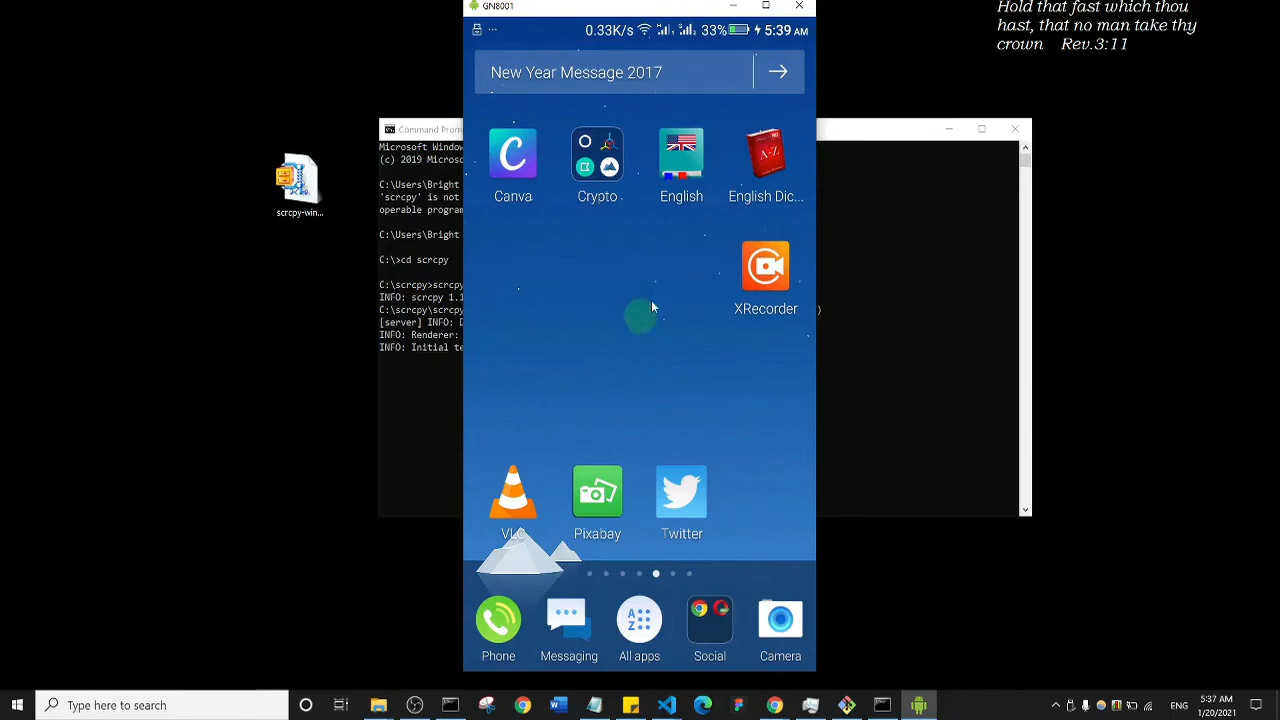 GN8001
Hold that fast which thou
hast, that no man take thy
crown Rev.3:11
... 0.33K/s 33% 5:39 AM
New Year Message 2017
Canva
Crypto
English
English Dic...
XRecorder
VLC
Pixabay
Twitter
Phone
Messaging
All apps
Social
Camera
scrcpy-win...
Command Prom
Microsoft Window
(c) 2019 Microso
C:\Users\Bright
'scrcpy' is not
operable program
C:\Users\Bright
C:\>cd scrcpy
C:\scrcpy>scrcpy
INFO: scrcpy 1.1
C:\scrcpy\scrcpy
[server] INFO: D
INFO: Renderer:
INFO: Initial te
)
Type here to search
ENG
5:37 AM
1/20/2021